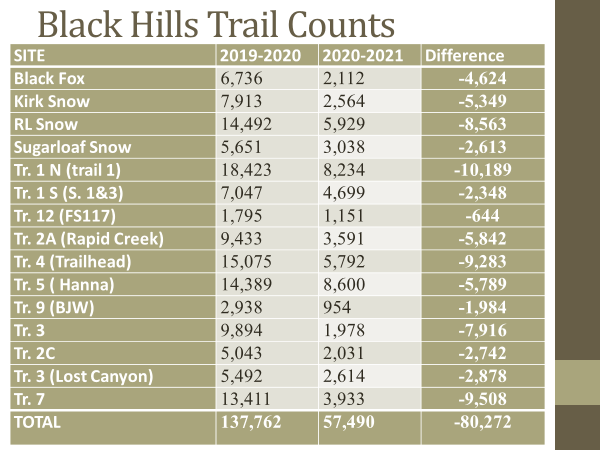 Black Hills Trail Counts
SITE 2019-2020 2020-2021 Difference
Black Fox 6,736 2,112 -4,624
Kirk Snow 7,913 2,564 -5,349
RL Snow 14,492 5,929 -8,563
Sugarloaf Snow 5,651 3,038 -2,613
Tr. 1 N (trail 1) 18,423 8,234 -10,189
Tr. 1 S (S. 1&3) 7,047 4,699 -2,348
Tr. 12 (FS117) 1,795 1,151 -644
Tr. 2A (Rapid Creek) 9,433 3,591 -5,842
Tr. 4 (Trailhead) 15,075 5,792 -9,283
Tr. 5 ( Hanna) 14,389 8,600 -5,789
Tr. 9 (BJW) 2,938 954 -1,984
Tr. 3 9,894 1,978 -7,916
Tr. 2C 5,043 2,031 -2,742
Tr. 3 (Lost Canyon) 5,492 2,614 -2,878
Tr. 7 13,411 3,933 -9,508
TOTAL 137,762 57,490 -80,272